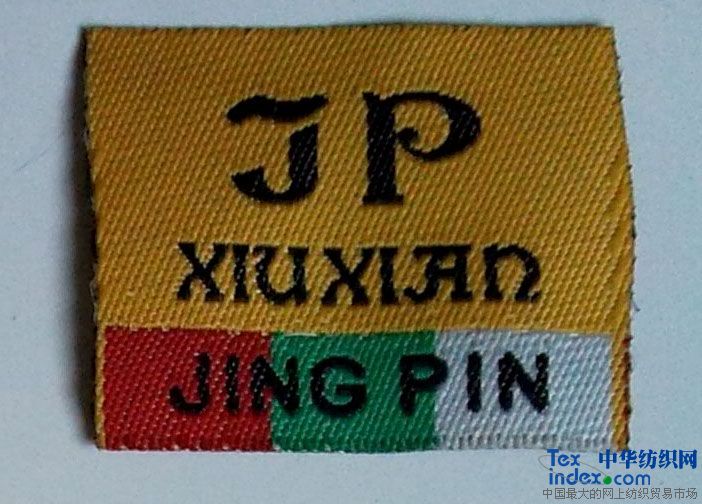 JP
XIUXIAN
JING PIN
Tex 中华纺织网
index.com
中国最大的网上纺织贸易市场